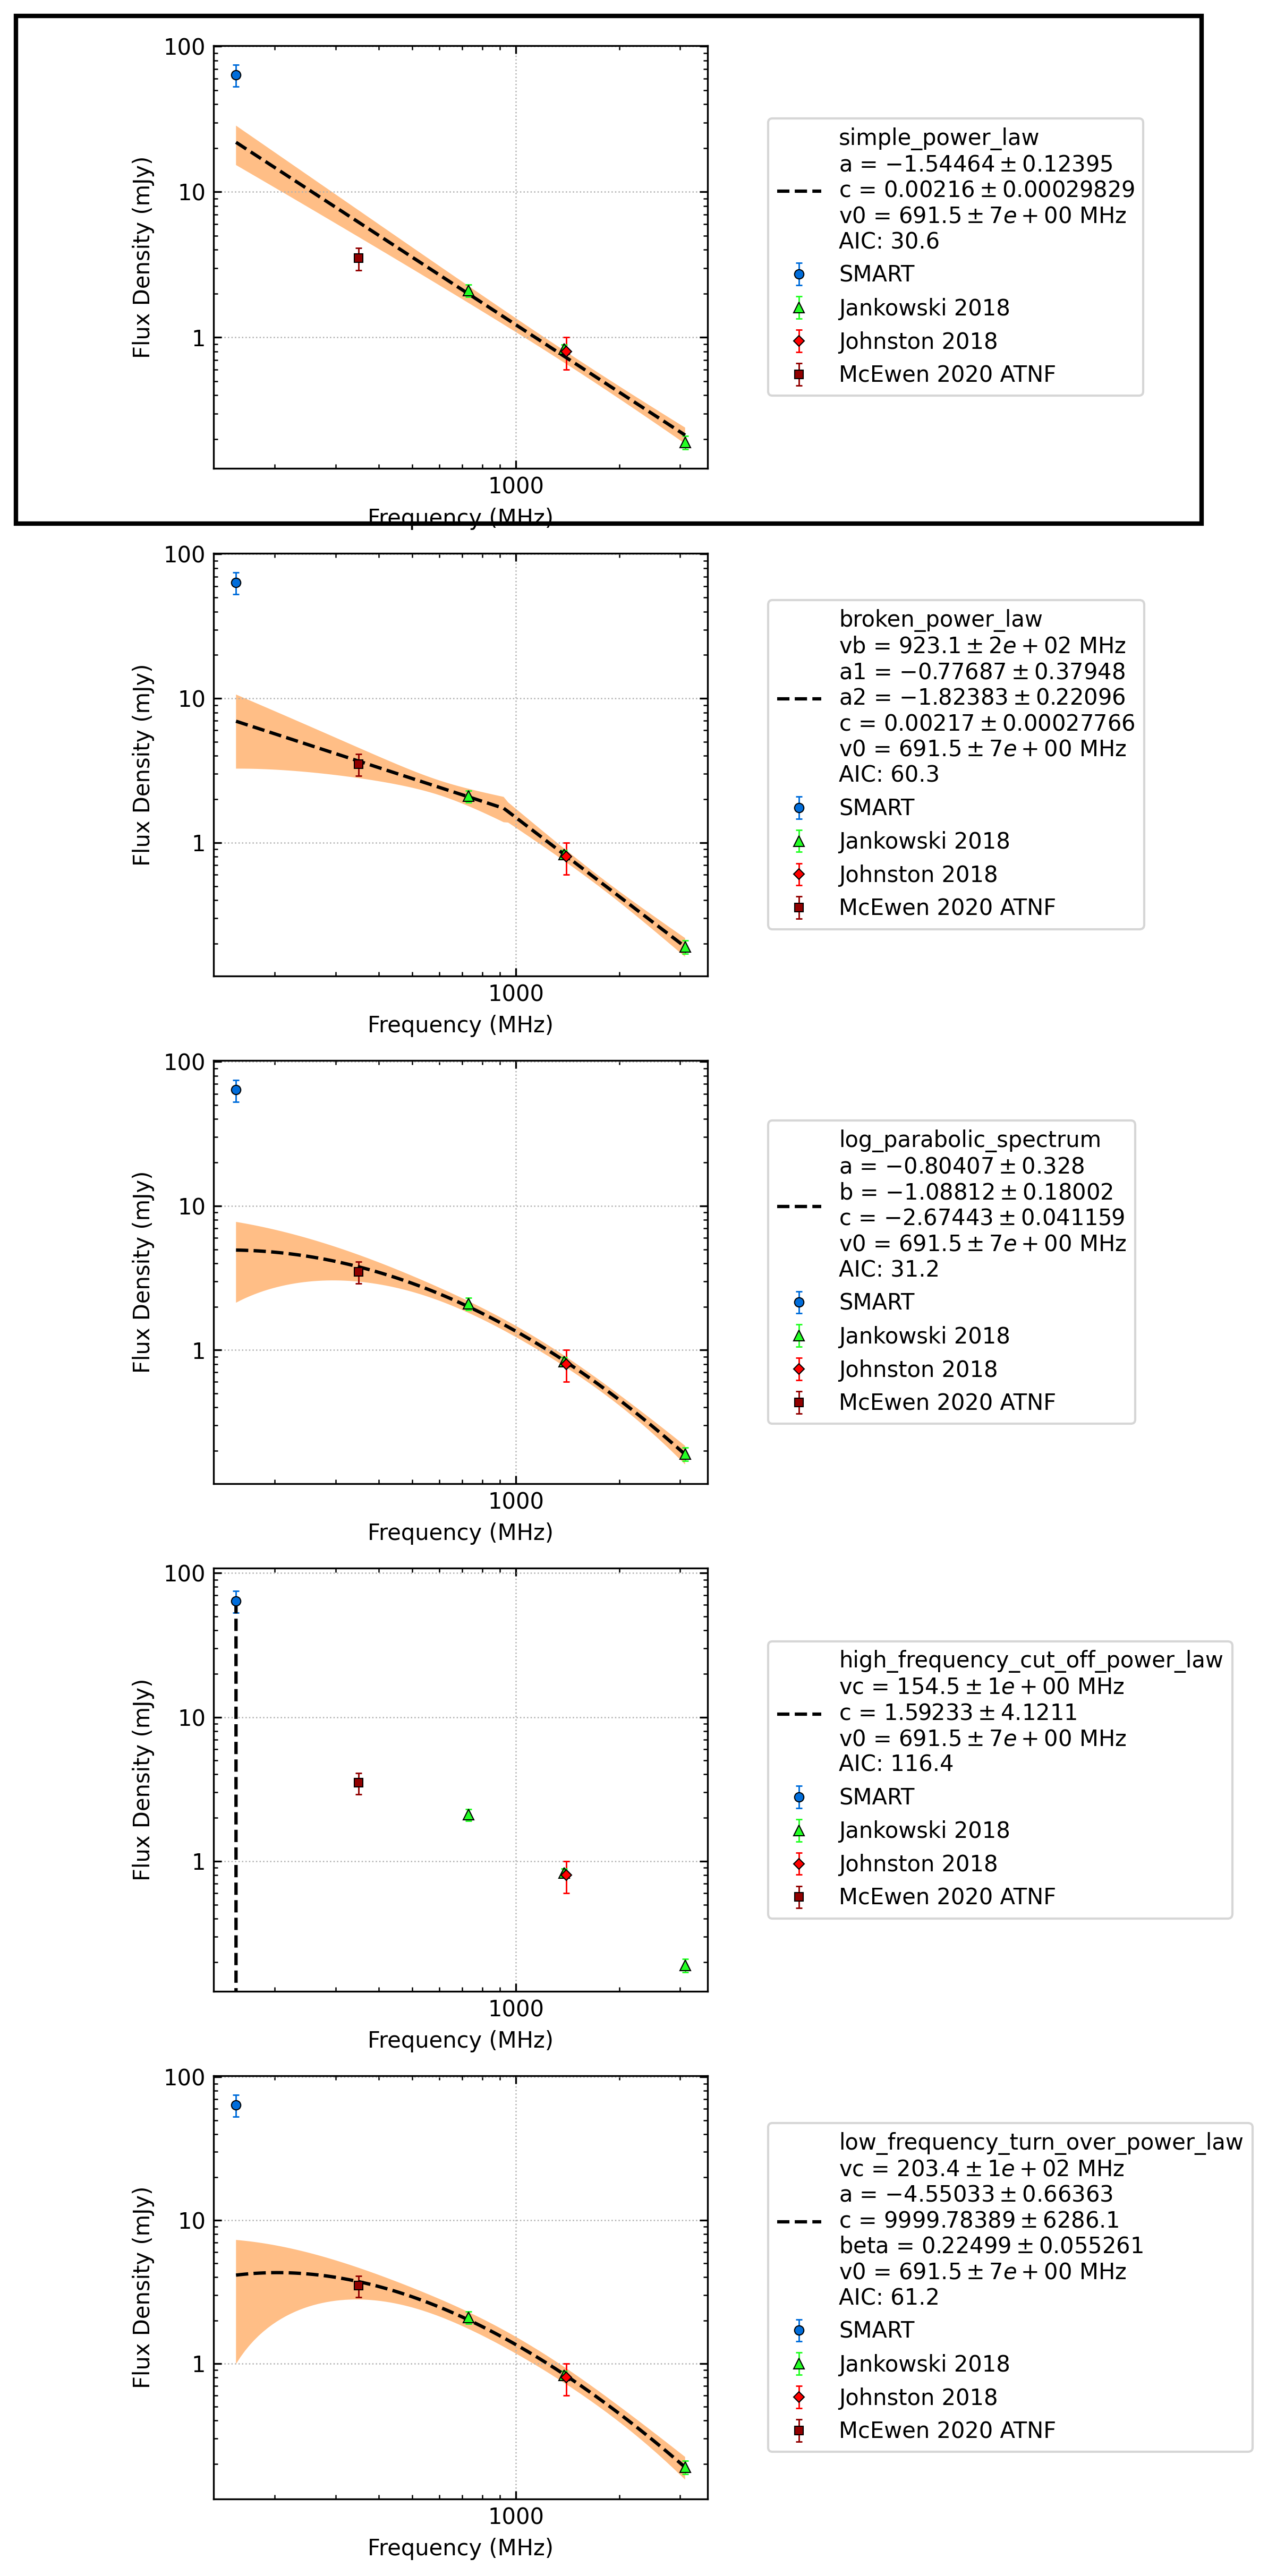 100
10
1
Flux Density (mJy)
1000
Frequency (MHz)
simple_power_law
a = −1.54464 ± 0.12395
c = 0.00216 ± 0.00029829
v0 = 691.5 ± 7e + 00 MHz
AIC: 30.6
SMART
Jankowski 2018
Johnston 2018
McEwen 2020 ATNF
100
10
1
Flux Density (mJy)
1000
Frequency (MHz)
broken_power_law
vb = 923.1 ± 2e + 02 MHz
a1 = −0.77687 ± 0.37948
a2 = −1.82383 ± 0.22096
c = 0.00217 ± 0.00027766
v0 = 691.5 ± 7e + 00 MHz
AIC: 60.3
SMART
Jankowski 2018
Johnston 2018
McEwen 2020 ATNF
100
10
1
Flux Density (mJy)
1000
Frequency (MHz)
log_parabolic_spectrum
a = −0.80407 ± 0.328
b = −1.08812 ± 0.18002
c = −2.67443 ± 0.041159
v0 = 691.5 ± 7e + 00 MHz
AIC: 31.2
SMART
Jankowski 2018
Johnston 2018
McEwen 2020 ATNF
100
10
1
Flux Density (mJy)
1000
Frequency (MHz)
high_frequency_cut_off_power_law
vc = 154.5 ± 1e + 00 MHz
c = 1.59233 ± 4.1211
v0 = 691.5 ± 7e + 00 MHz
AIC: 116.4
SMART
Jankowski 2018
Johnston 2018
McEwen 2020 ATNF
100
10
1
Flux Density (mJy)
1000
Frequency (MHz)
low_frequency_turn_over_power_law
vc = 203.4 ± 1e + 02 MHz
a = −4.55033 ± 0.66363
c = 9999.78389 ± 6286.1
beta = 0.22499 ± 0.055261
v0 = 691.5 ± 7e + 00 MHz
AIC: 61.2
SMART
Jankowski 2018
Johnston 2018
McEwen 2020 ATNF